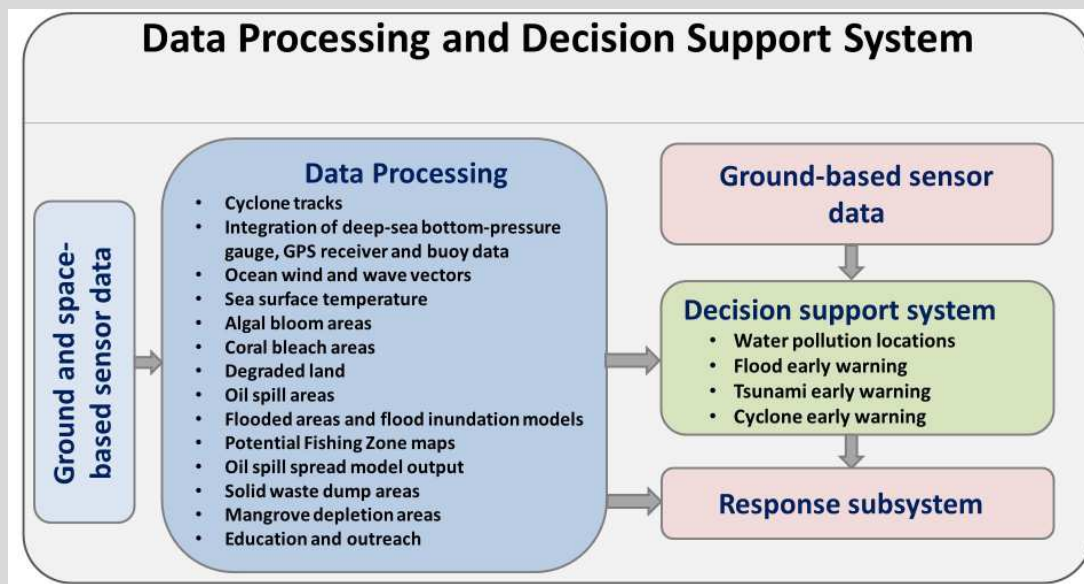 Data Processing and Decision Support System
Ground and space-
based sensor data
Data Processing
• Cyclone tracks
• Integration of deep-sea bottom-pressure
gauge, GPS receiver and buoy data
• Ocean wind and wave vectors
• Sea surface temperature
• Algal bloom areas
• Coral bleach areas
• Degraded land
• Oil spill areas
• Flooded areas and flood inundation models
• Potential Fishing Zone maps
• Oil spill spread model output
• Solid waste dump areas
• Mangrove depletion areas
• Education and outreach
Ground-based sensor
data
Decision support system
• Water pollution locations
• Flood early warning
• Tsunami early warning
• Cyclone early warning
Response subsystem